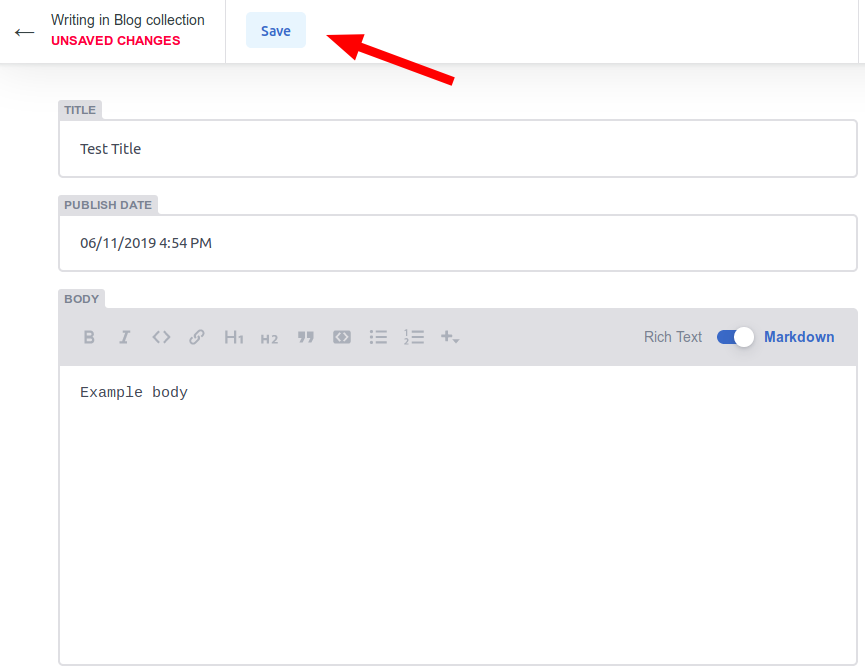 Writing in Blog collection
UNSAVED CHANGES
Save
TITLE
Test Title
PUBLISH DATE
06/11/2019 4:54 PM
BODY
B I H1 H2 Rich Text Markdown
Example body